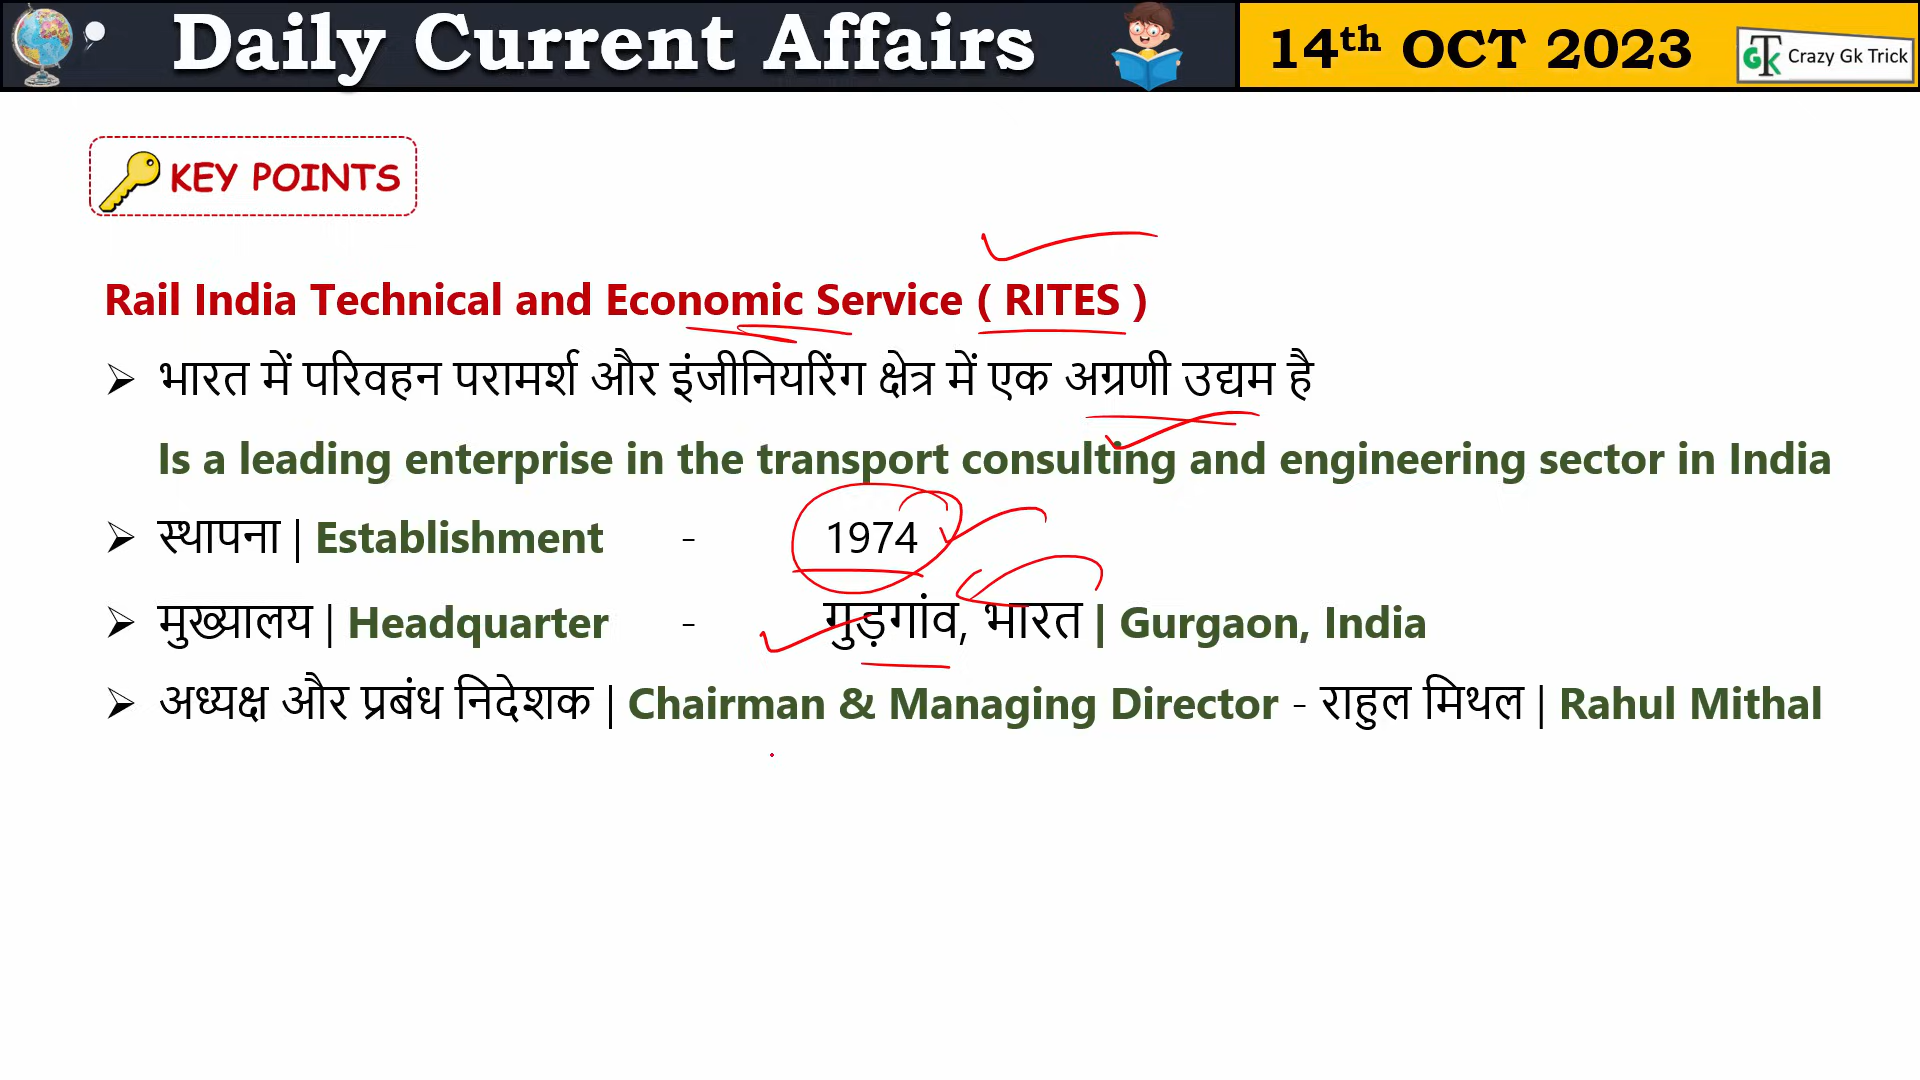 Daily Current Affairs
14th OCT 2023
GTK Crazy Gk Trick
KEY POINTS
Rail India Technical and Economic Service ( RITES )
➢ भारत में परिवहन परामर्श और इंजीनियरिंग क्षेत्र में एक अग्रणी उद्यम है
Is a leading enterprise in the transport consulting and engineering sector in India
➢ स्थापना | Establishment - 1974
➢ मुख्यालय | Headquarter - गुड़गांव, भारत | Gurgaon, India
➢ अध्यक्ष और प्रबंध निदेशक | Chairman & Managing Director - राहुल मिथल | Rahul Mithal